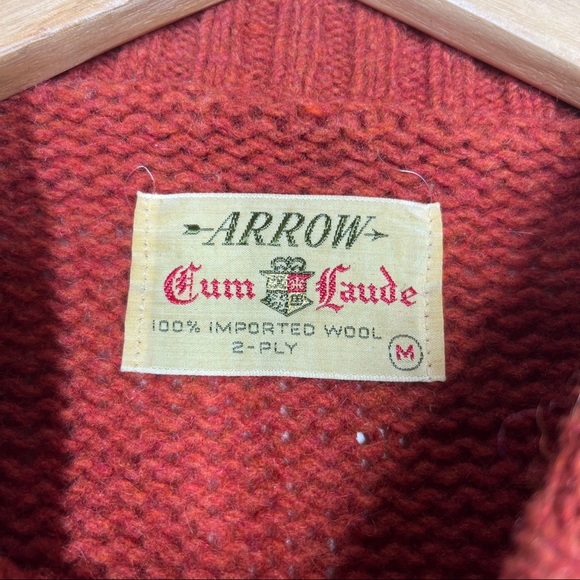 ARROW
Cum Laude
100% IMPORTED WOOL
2-PLY
M